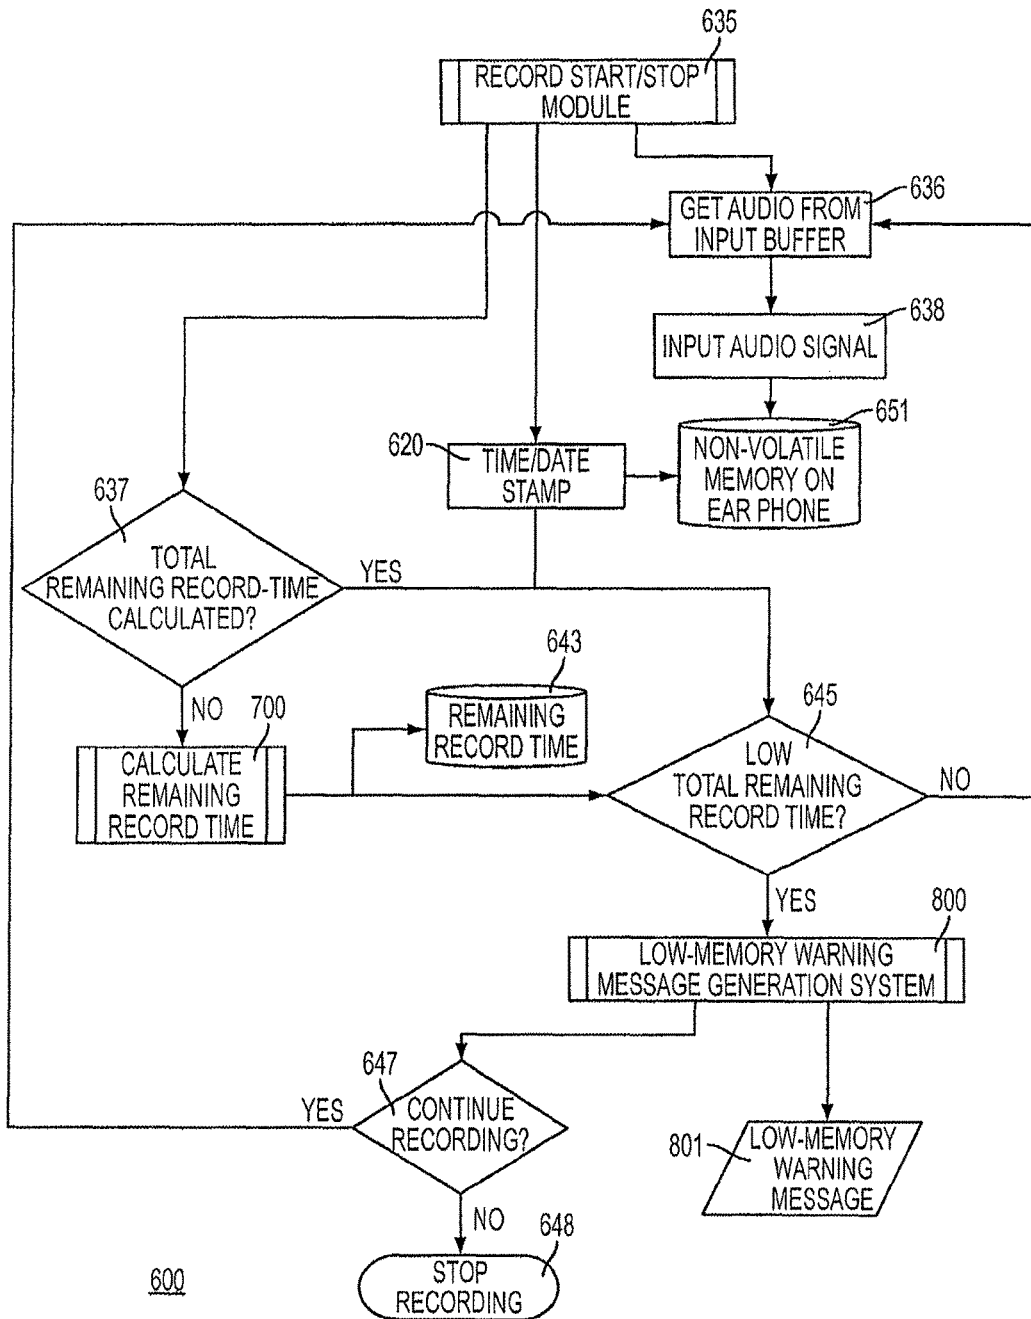 635
RECORD START/STOP
MODULE
636
GET AUDIO FROM
INPUT BUFFER
638
INPUT AUDIO SIGNAL
651
NON-VOLATILE
MEMORY ON
EAR PHONE
620
TIME/DATE
STAMP
637
TOTAL
REMAINING RECORD-TIME
CALCULATED?
YES
NO
700
CALCULATE
REMAINING
RECORD TIME
643
REMAINING
RECORD TIME
645
LOW
TOTAL REMAINING
RECORD TIME?
NO
YES
800
LOW-MEMORY WARNING
MESSAGE GENERATION SYSTEM
647
YES
CONTINUE
RECORDING?
NO
801
LOW-MEMORY
WARNING
MESSAGE
648
STOP
RECORDING
600